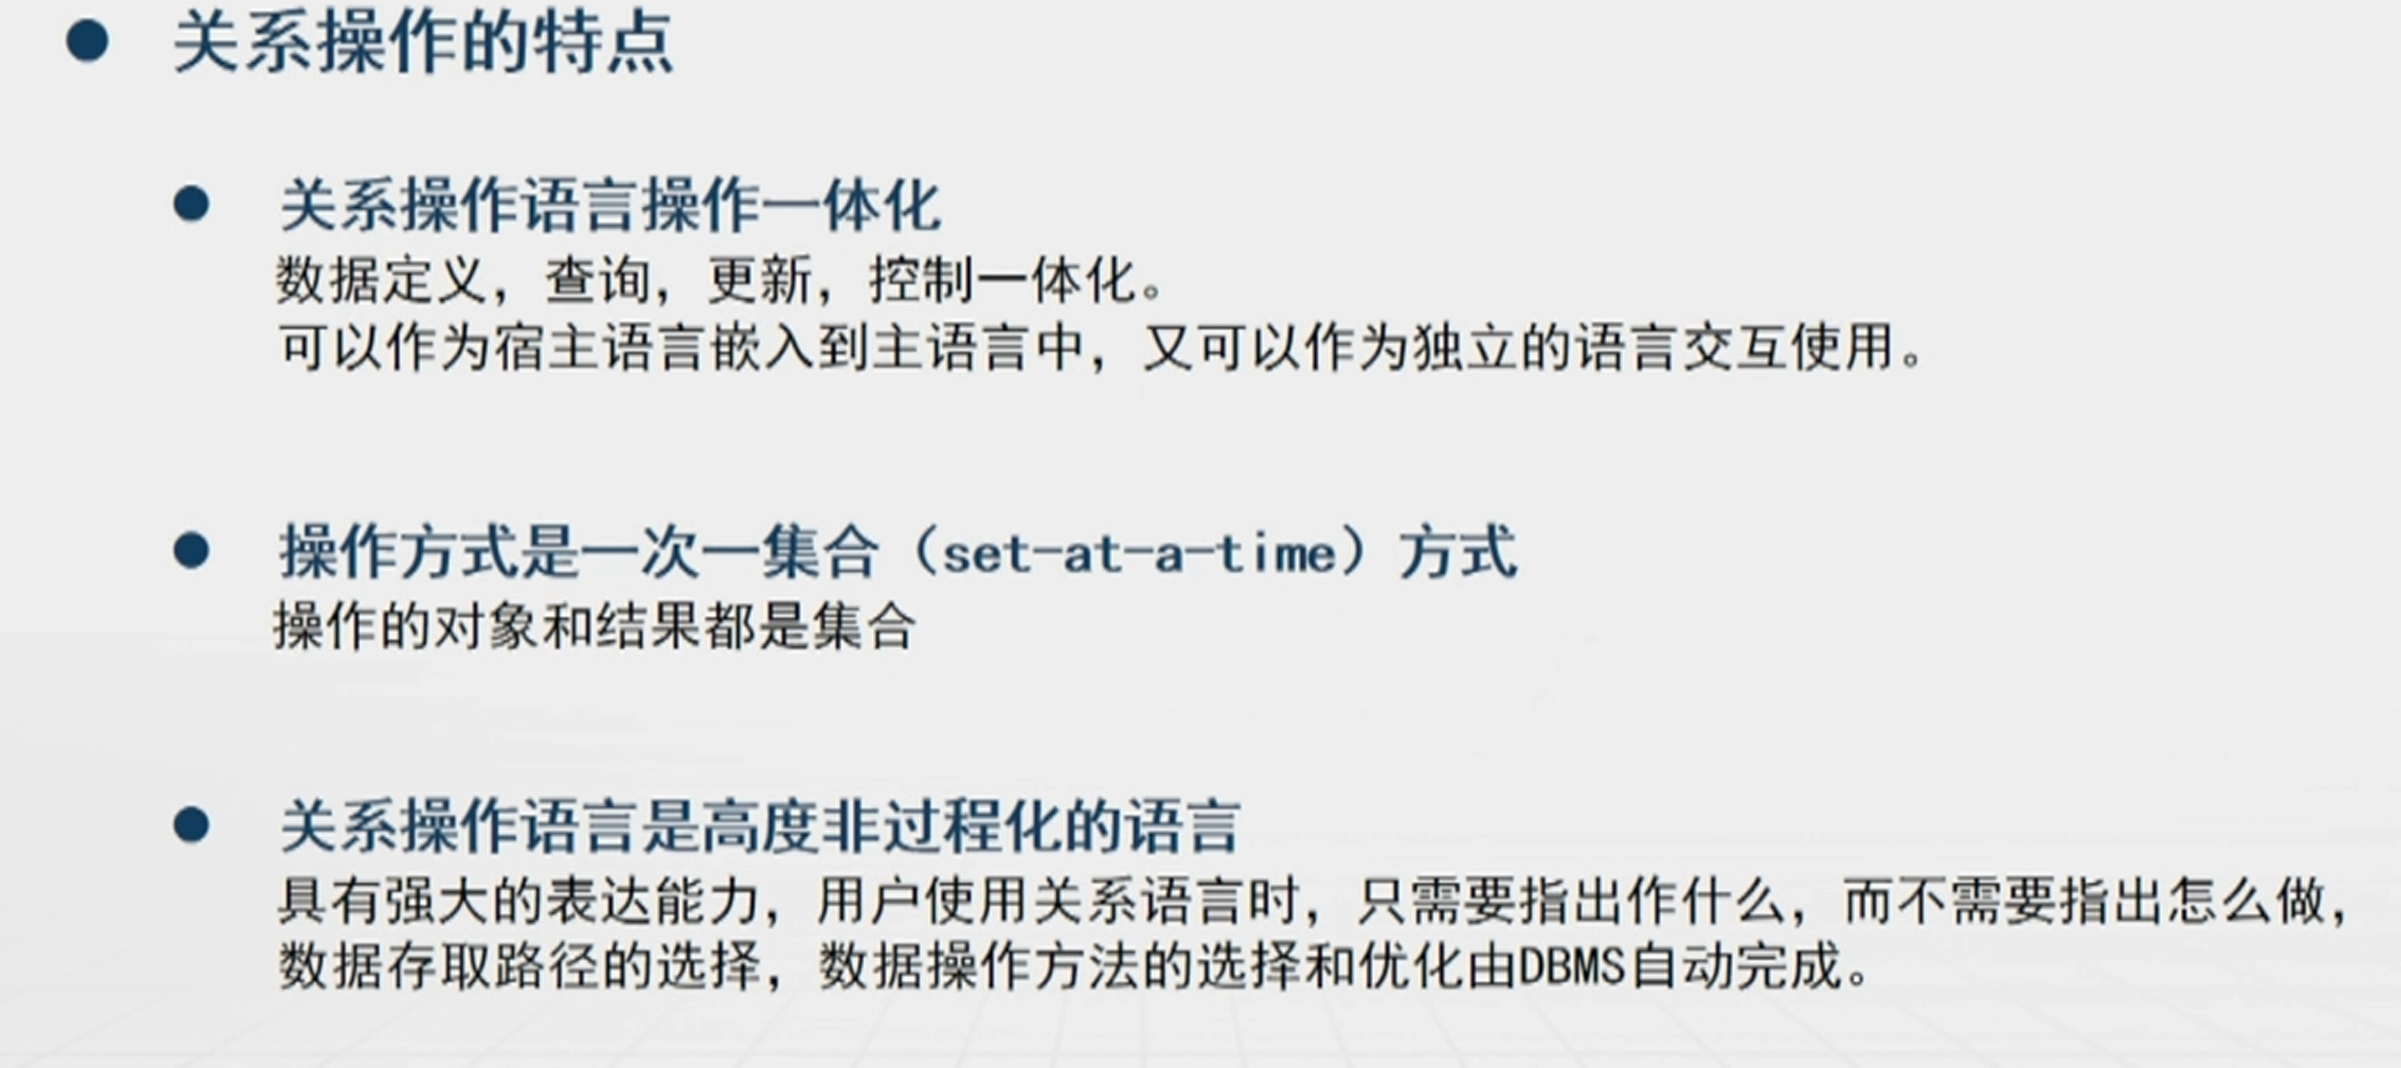 关系操作的特点
关系操作语言操作一体化
数据定义，查询，更新，控制一体化。
可以作为宿主语言嵌入到主语言中，又可以作为独立的语言交互使用。
操作方式是一次一集合（set-at-a-time）方式
操作的对象和结果都是集合
关系操作语言是高度非过程化的语言
具有强大的表达能力，用户使用关系语言时，只需要指出作什么，而不需要指出怎么做，
数据存取路径的选择，数据操作方法的选择和优化由DBMS自动完成。